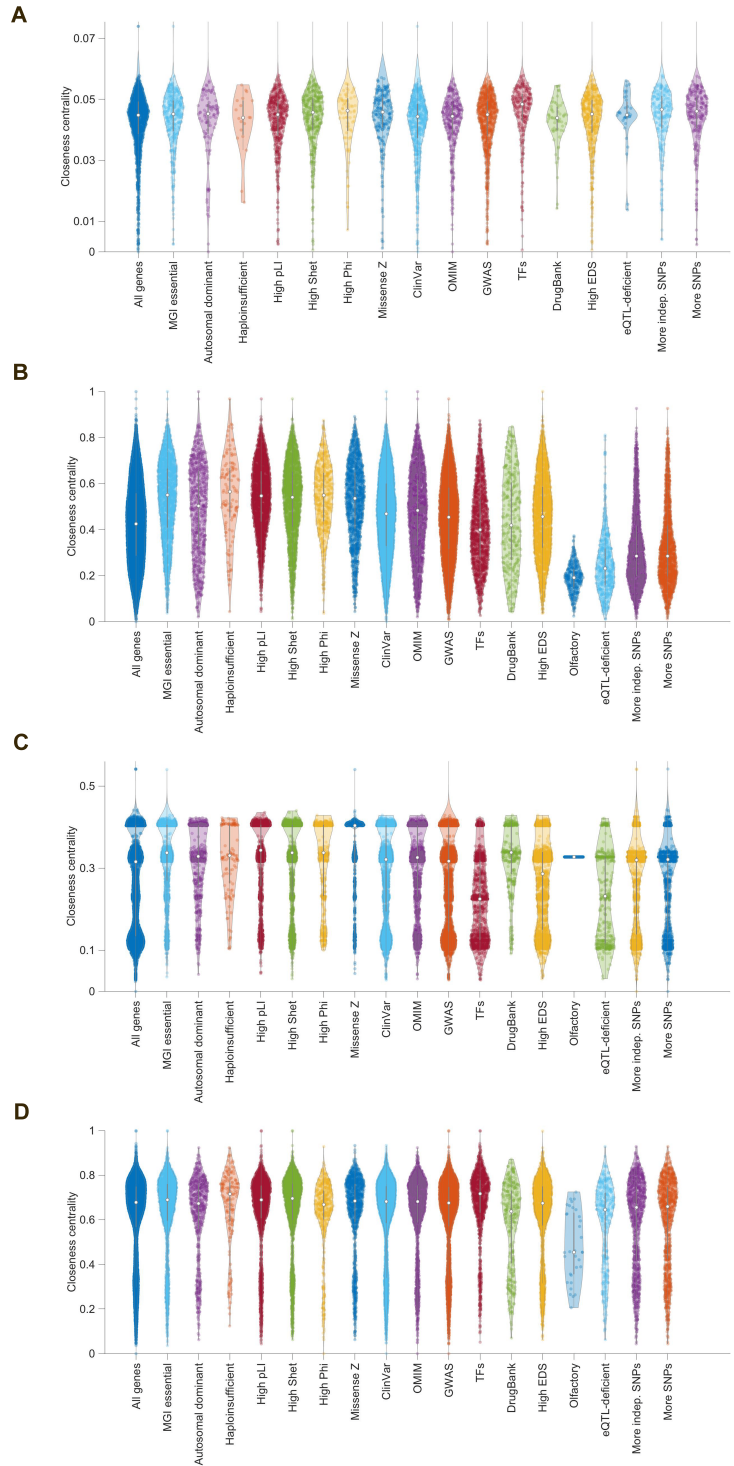 A
Closeness centrality
0.07
0.05
0.03
0.01
0
All genes
MGI essential
Autosomal dominant
Haploinsufficient
High pLI
High Shet
High Phi
Missense Z
ClinVar
OMIM
GWAS
TFs
DrugBank
High EDS
eQTL-deficient
More indep. SNPs
More SNPs
B
Closeness centrality
1
0.8
0.6
0.4
0.2
0
All genes
MGI essential
Autosomal dominant
Haploinsufficient
High pLI
High Shet
High Phi
Missense Z
ClinVar
OMIM
GWAS
TFs
DrugBank
High EDS
Olfactory
eQTL-deficient
More indep. SNPs
More SNPs
C
Closeness centrality
0.5
0.3
0.1
0
All genes
MGI essential
Autosomal dominant
Haploinsufficient
High pLI
High Shet
High Phi
Missense Z
ClinVar
OMIM
GWAS
TFs
DrugBank
High EDS
Olfactory
eQTL-deficient
More indep. SNPs
More SNPs
D
Closeness centrality
1
0.8
0.6
0.4
0.2
0
All genes
MGI essential
Autosomal dominant
Haploinsufficient
High pLI
High Shet
High Phi
Missense Z
ClinVar
OMIM
GWAS
TFs
DrugBank
High EDS
Olfactory
eQTL-deficient
More indep. SNPs
More SNPs